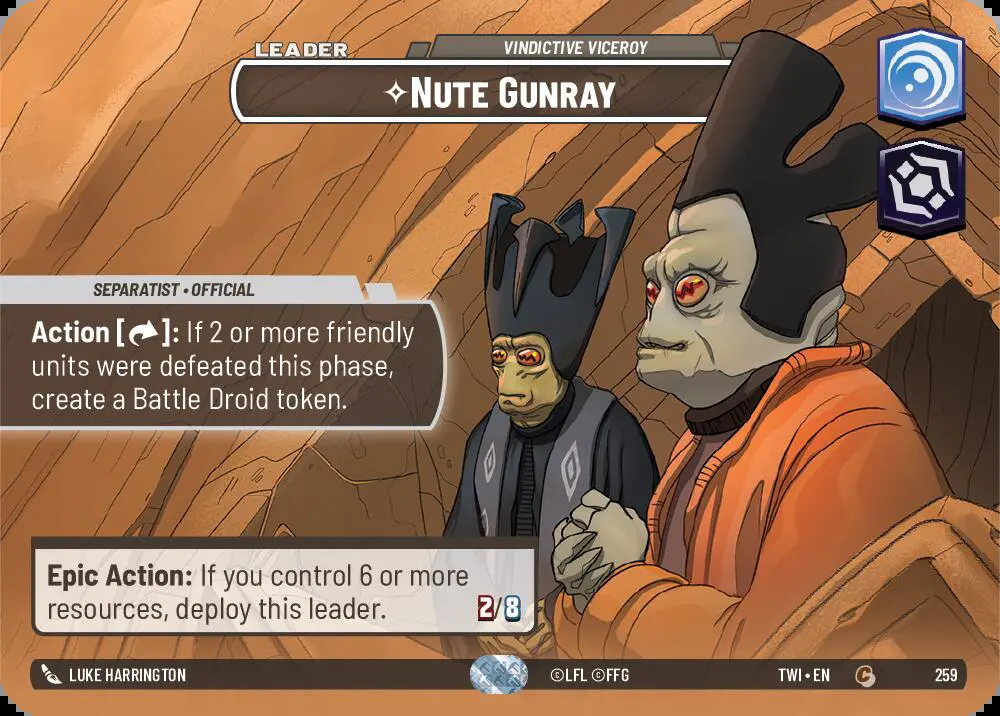 LEADER
VINDICTIVE VICEROY
✧NUTE GUNRAY
SEPARATIST • OFFICIAL
Action [↷]: If 2 or more friendly
units were defeated this phase,
create a Battle Droid token.
Epic Action: If you control 6 or more
resources, deploy this leader.
2/8
LUKE HARRINGTON
©LFL ©FFG
TWI • EN
C
259